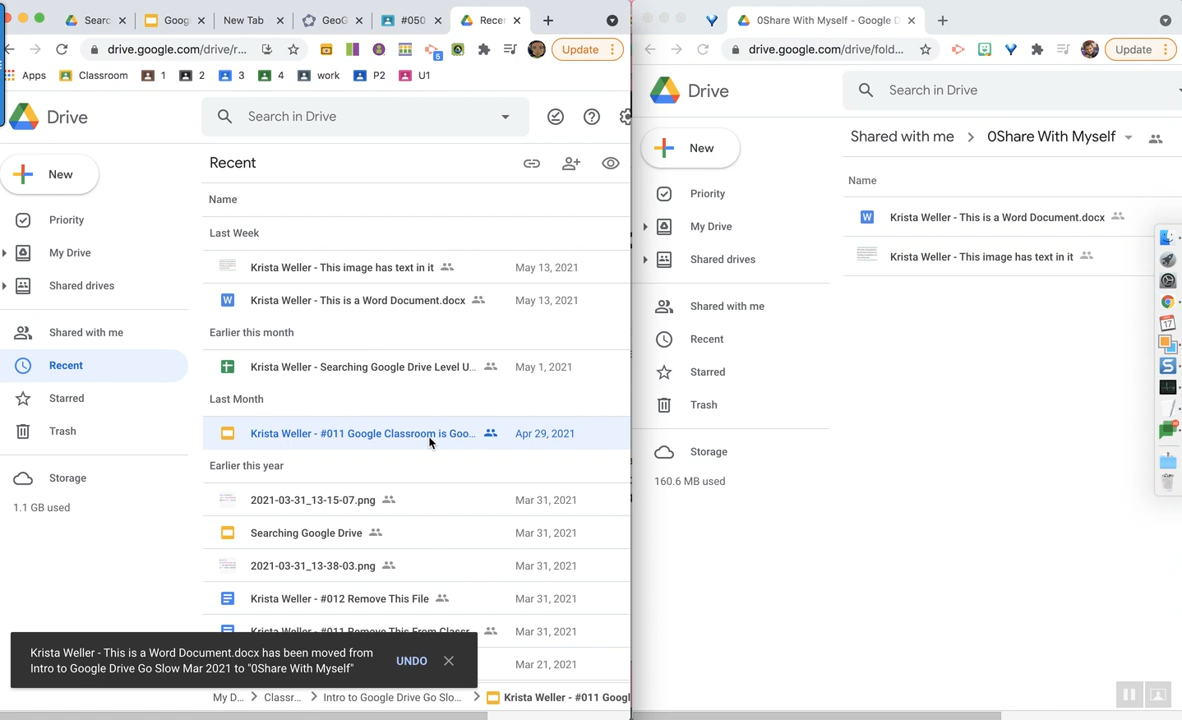 Searc
Goog
New Tab
GeoG
#050
Recer
0Share With Myself - Google D
drive.google.com/drive/r...
Update
drive.google.com/drive/fold...
Update
Apps
Classroom
1
2
3
4
work
P2
U1
5
Drive
Search in Drive
New
Priority
My Drive
Shared drives
Shared with me
Recent
Starred
Trash
Storage
1.1 GB used
Recent
Name
Last Week
Krista Weller - This image has text in it May 13, 2021
Krista Weller - This is a Word Document.docx May 13, 2021
Earlier this month
Krista Weller - Searching Google Drive Level U... May 1, 2021
Last Month
Krista Weller - #011 Google Classroom is Goo... Apr 29, 2021
Earlier this year
2021-03-31_13-15-07.png Mar 31, 2021
Searching Google Drive Mar 31, 2021
2021-03-31_13-38-03.png Mar 31, 2021
Krista Weller - #012 Remove This File Mar 31, 2021
Krista Weller - #011 Remove This From Classr... Mar 31, 2021
Mar 21, 2021
Krista Weller - This is a Word Document.docx has been moved from
Intro to Google Drive Go Slow Mar 2021 to "0Share With Myself"
UNDO
My D... > Classr... > Intro to Google Drive Go Slo... > Krista Weller - #011 Googl
Drive
Search in Drive
New
Shared with me > 0Share With Myself
Priority
My Drive
Shared drives
Shared with me
Recent
Starred
Trash
Storage
160.6 MB used
Name
Krista Weller - This is a Word Document.docx
Krista Weller - This image has text in it
17